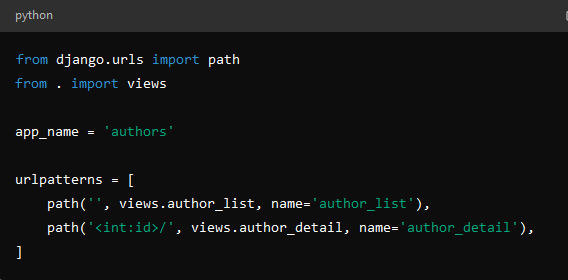 python
from django.urls import path
from . import views
app_name = 'authors'
urlpatterns = [
    path('', views.author_list, name='author_list'),
    path('<int:id>/', views.author_detail, name='author_detail'),
]